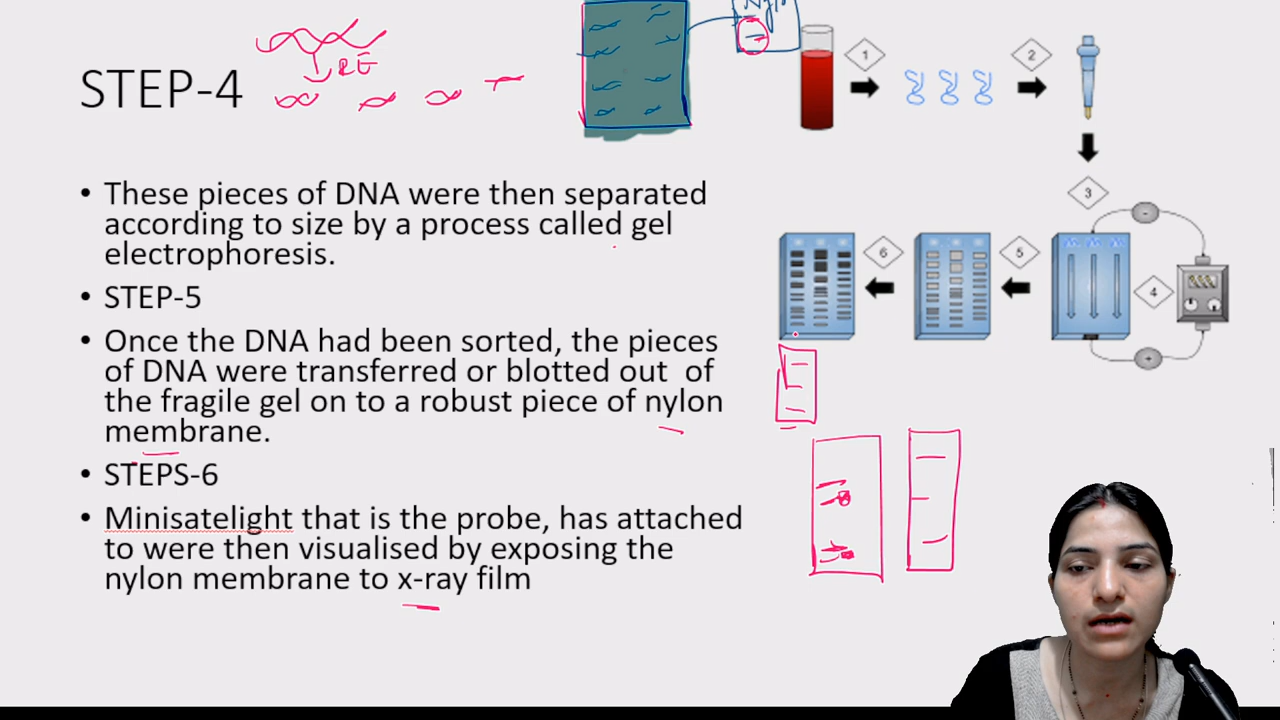 STEP-4
RE
1
2
3
4
5
6
-
+
• These pieces of DNA were then separated
according to size by a process called gel
electrophoresis.
• STEP-5
• Once the DNA had been sorted, the pieces
of DNA were transferred or blotted out of
the fragile gel on to a robust piece of nylon
membrane.
• STEPS-6
• Minisatelight that is the probe, has attached
to were then visualised by exposing the
nylon membrane to x-ray film